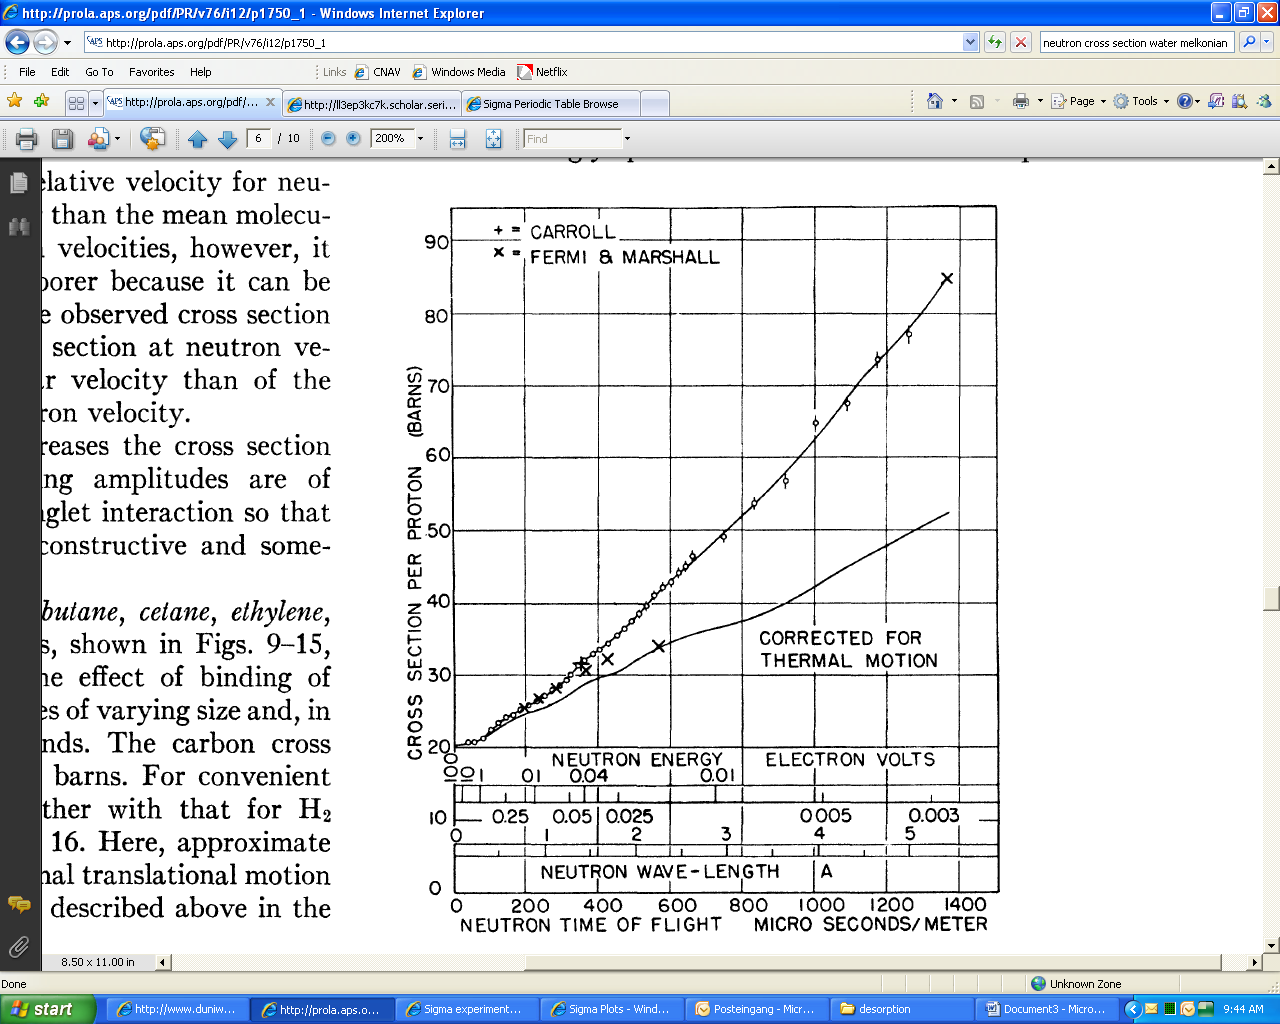 http://prola.aps.org/pdf/PR/v76/i12/p1750_1 - Windows Internet Explorer
http://prola.aps.org/pdf/PR/v76/i12/p1750_1
neutron cross section water melkonian
File Edit Go To Favorites Help
Links CNAV Windows Media Netflix
http://prola.aps.org/pdf/... http://ll3ep3kc7k.scholar.seri... Sigma Periodic Table Browse
Page Tools
6 / 10 200% Find
elative velocity for neu-
than the mean molecu-
velocities, however, it
oorer because it can be
e observed cross section
section at neutron ve-
r velocity than of the
ron velocity.
reases the cross section
ng amplitudes are of
glet interaction so that
constructive and some-
butane, cetane, ethylene,
s, shown in Figs. 9–15,
e effect of binding of
es of varying size and, in
nds. The carbon cross
barns. For convenient
ther with that for H2
16. Here, approximate
al translational motion
described above in the
+ = CARROLL
× = FERMI & MARSHALL
CROSS SECTION PER PROTON (BARNS)
90
80
70
60
50
40
30
20
10
0
CORRECTED FOR
THERMAL MOTION
NEUTRON ENERGY ELECTRON VOLTS
100 10 1 01 0.04 0.01
0.25 0.05 0.025 0005 0.003
0 1 2 3 4 5
NEUTRON WAVE-LENGTH A
0 200 400 600 800 1000 1200 1400
NEUTRON TIME OF FLIGHT MICRO SECONDS/METER
8.50 x 11.00 in
Done
Unknown Zone
start http://www.duniw... http://prola.aps.o... Sigma experiment... Sigma Plots - Wind... Posteingang - Micr... desorption Document3 - Micro... 9:44 AM